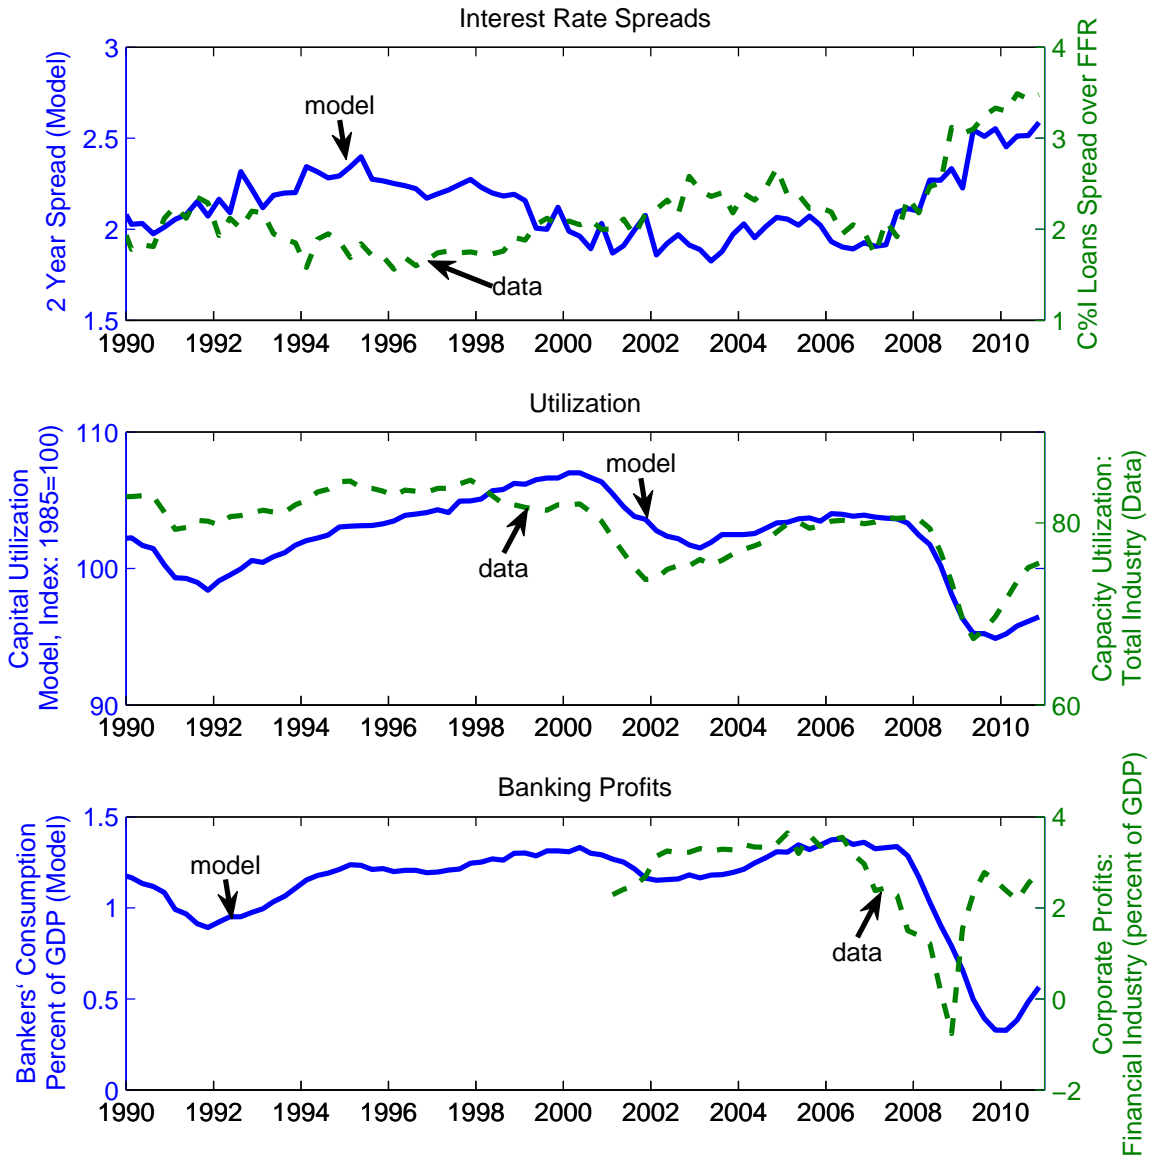 Interest Rate Spreads
2 Year Spread (Model)
3
2.5
2
1.5
model
data
4
3
2
1
C%I Loans Spread over FFR
1990 1992 1994 1996 1998 2000 2002 2004 2006 2008 2010
Utilization
Capital Utilization
Model, Index: 1985=100)
110
100
90
model
data
80
60
Capacity Utilization:
Total Industry (Data)
1990 1992 1994 1996 1998 2000 2002 2004 2006 2008 2010
Banking Profits
Bankers‘ Consumption
Percent of GDP (Model)
1.5
1
0.5
0
model
data
4
2
0
−2
Corporate Profits:
Financial Industry (percent of GDP)
1990 1992 1994 1996 1998 2000 2002 2004 2006 2008 2010